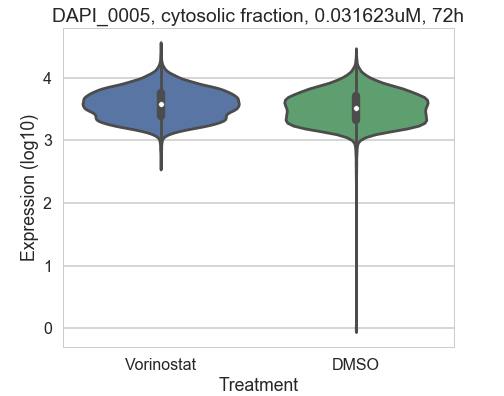 DAPI_0005, cytosolic fraction, 0.031623uM, 72h
Expression (log10)
4
3
2
1
0
Vorinostat DMSO
Treatment